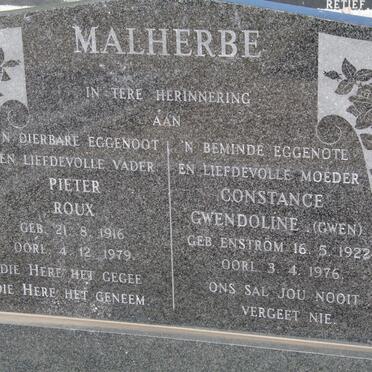 RETIEF
MALHERBE
IN TERE HERINNERING
AAN
'N DIERBARE EGGENOOT
EN LIEFDEVOLLE VADER
PIETER
ROUX
GEB. 21. 8. 1916
OORL. 4. 12. 1979.
DIE HERE HET GEGEE
DIE HERE HET GENEEM
'N BEMINDE EGGENOTE
EN LIEFDEVOLLE MOEDER
CONSTANCE
GWENDOLINE (GWEN)
GEB. ENSTRÖM 16. 5. 1922
OORL. 3. 4. 1976.
ONS SAL JOU NOOIT
VERGEET NIE.